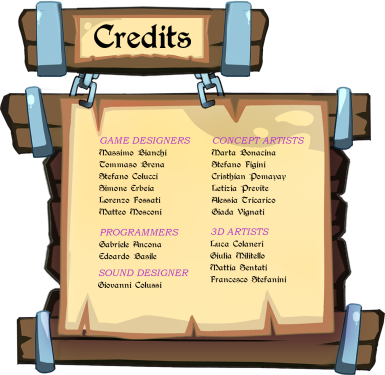 Credits
GAME DESIGNERS
Massimo Bianchi
Tommaso Brena
Stefano Colucci
Simone Erbeia
Lorenzo Fossati
Matteo Mosconi
PROGRAMMERS
Gabriele Ancona
Edoardo Basile
SOUND DESIGNER
Giovanni Colussi
CONCEPT ARTISTS
Marta Bonacina
Stefano Figini
Cristhian Pomayay
Letizia Previte
Alessia Tricarico
Giada Vignati
3D ARTISTS
Luca Colaneri
Giulia Militello
Mattia Sentati
Francesco Stefanini